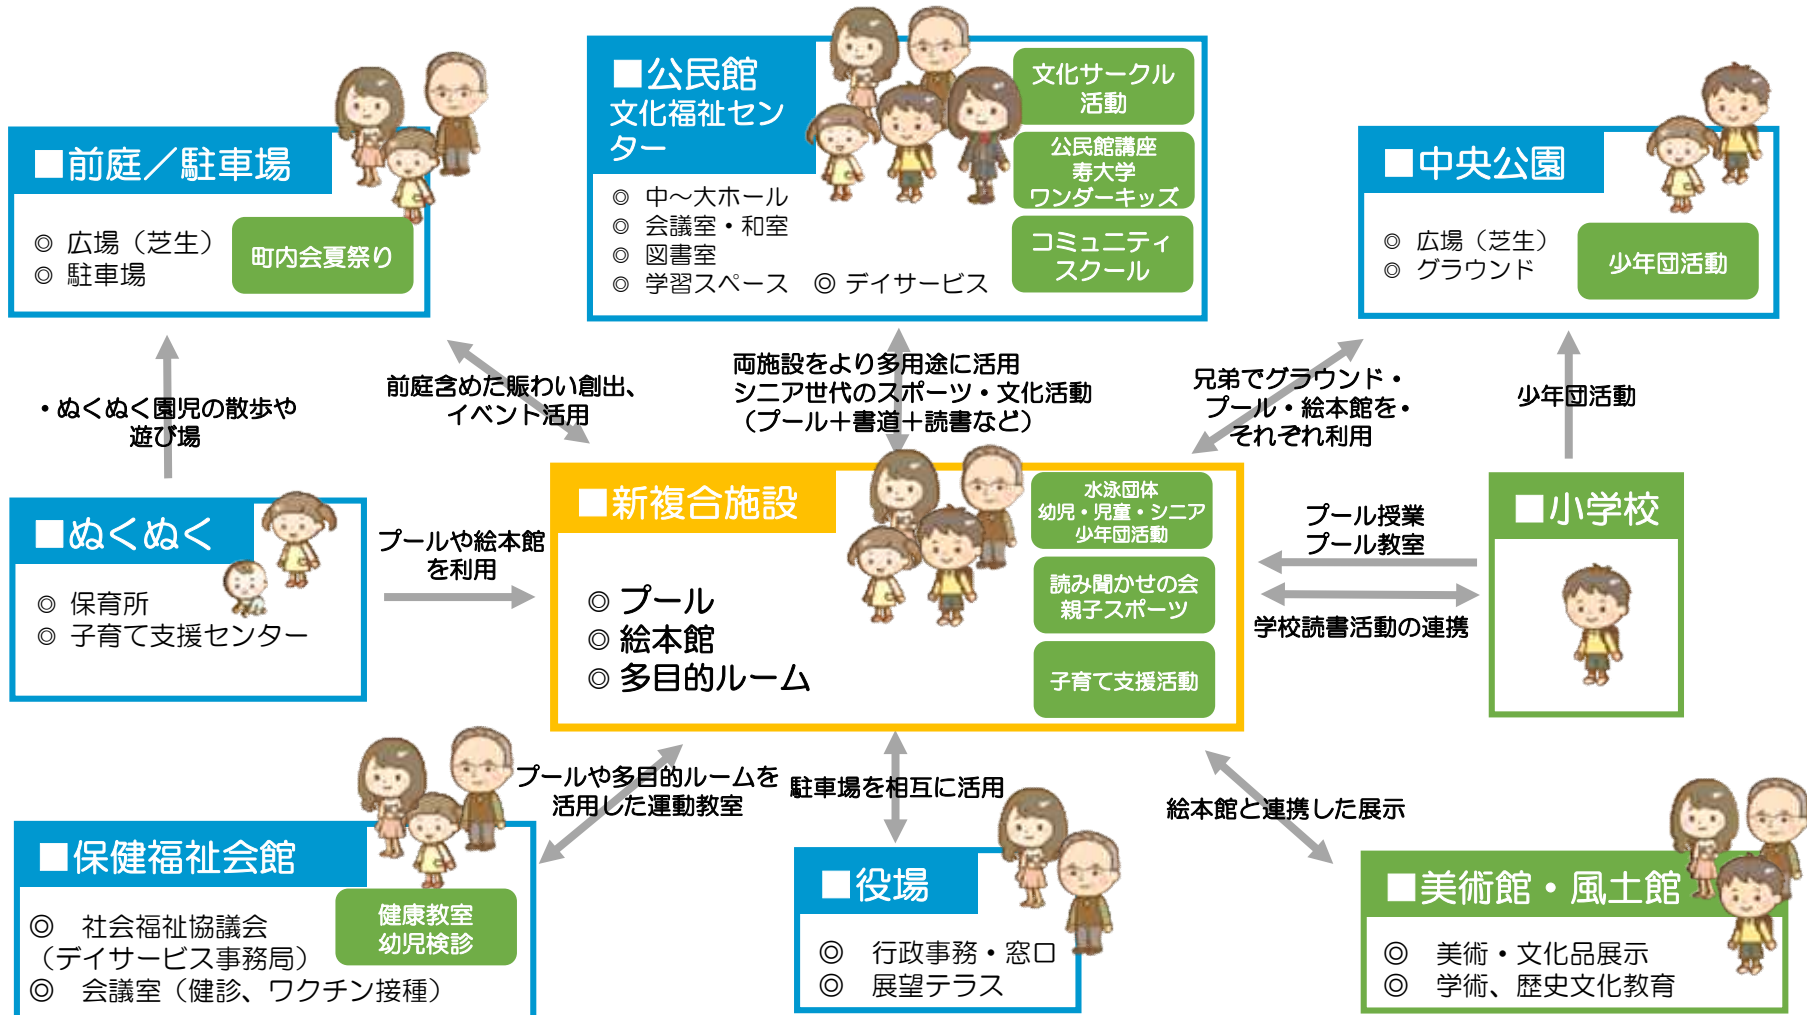 ■前庭／駐車場
◎ 広場（芝生）
◎ 駐車場
町内会夏祭り
■公民館
文化福祉セン
ター
◎ 中～大ホール
◎ 会議室・和室
◎ 図書室
◎ 学習スペース ◎ デイサービス
文化サークル
活動
公民館講座
寿大学
ワンダーキッズ
コミュニティ
スクール
■中央公園
◎ 広場（芝生）
◎ グラウンド
少年団活動
・ぬくぬく園児の散歩や
遊び場
前庭含めた賑わい創出、
イベント活用
両施設をより多用途に活用
シニア世代のスポーツ・文化活動
（プール＋書道＋読書など）
兄弟でグラウンド・
プール・絵本館を・
それぞれ利用
少年団活動
■ぬくぬく
◎ 保育所
◎ 子育て支援センター
プールや絵本館
を利用
■新複合施設
◎ プール
◎ 絵本館
◎ 多目的ルーム
水泳団体
幼児・児童・シニア
少年団活動
読み聞かせの会
親子スポーツ
子育て支援活動
プール授業
プール教室
学校読書活動の連携
■小学校
プールや多目的ルームを
活用した運動教室
駐車場を相互に活用
絵本館と連携した展示
■保健福祉会館
◎ 社会福祉協議会
（デイサービス事務局）
◎ 会議室（健診、ワクチン接種）
健康教室
幼児検診
■役場
◎ 行政事務・窓口
◎ 展望テラス
■美術館・風土館
◎ 美術・文化品展示
◎ 学術、歴史文化教育